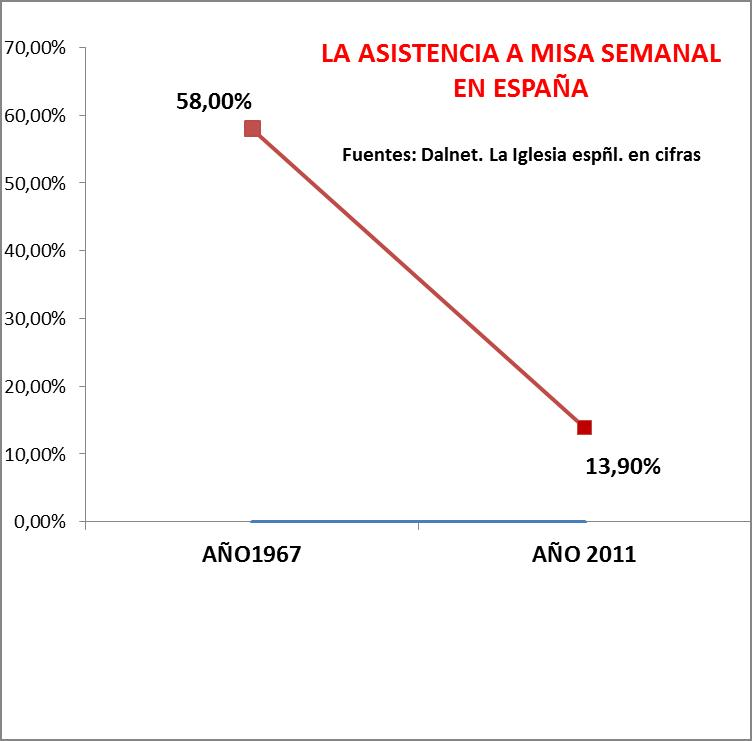 LA ASISTENCIA A MISA SEMANAL
EN ESPAÑA
Fuentes: Dalnet. La Iglesia espñl. en cifras
70,00%
60,00%
50,00%
40,00%
30,00%
20,00%
10,00%
0,00%
58,00%
13,90%
AÑO1967
AÑO 2011